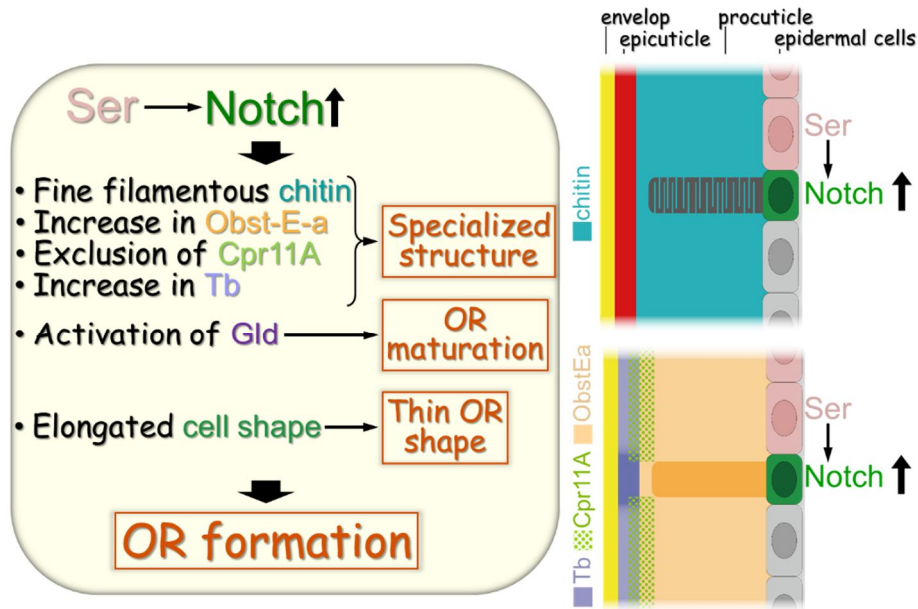 Ser → Notch ↑
• Fine filamentous chitin
• Increase in Obst-E-a
• Exclusion of Cpr11A
• Increase in Tb
Specialized
structure
• Activation of Gld
OR
maturation
• Elongated cell shape
Thin OR
shape
OR formation
envelop
procuticle
epicuticle
epidermal cells
chitin
Ser
Notch ↑
Tb Cpr11A ObstEa
Ser
Notch ↑